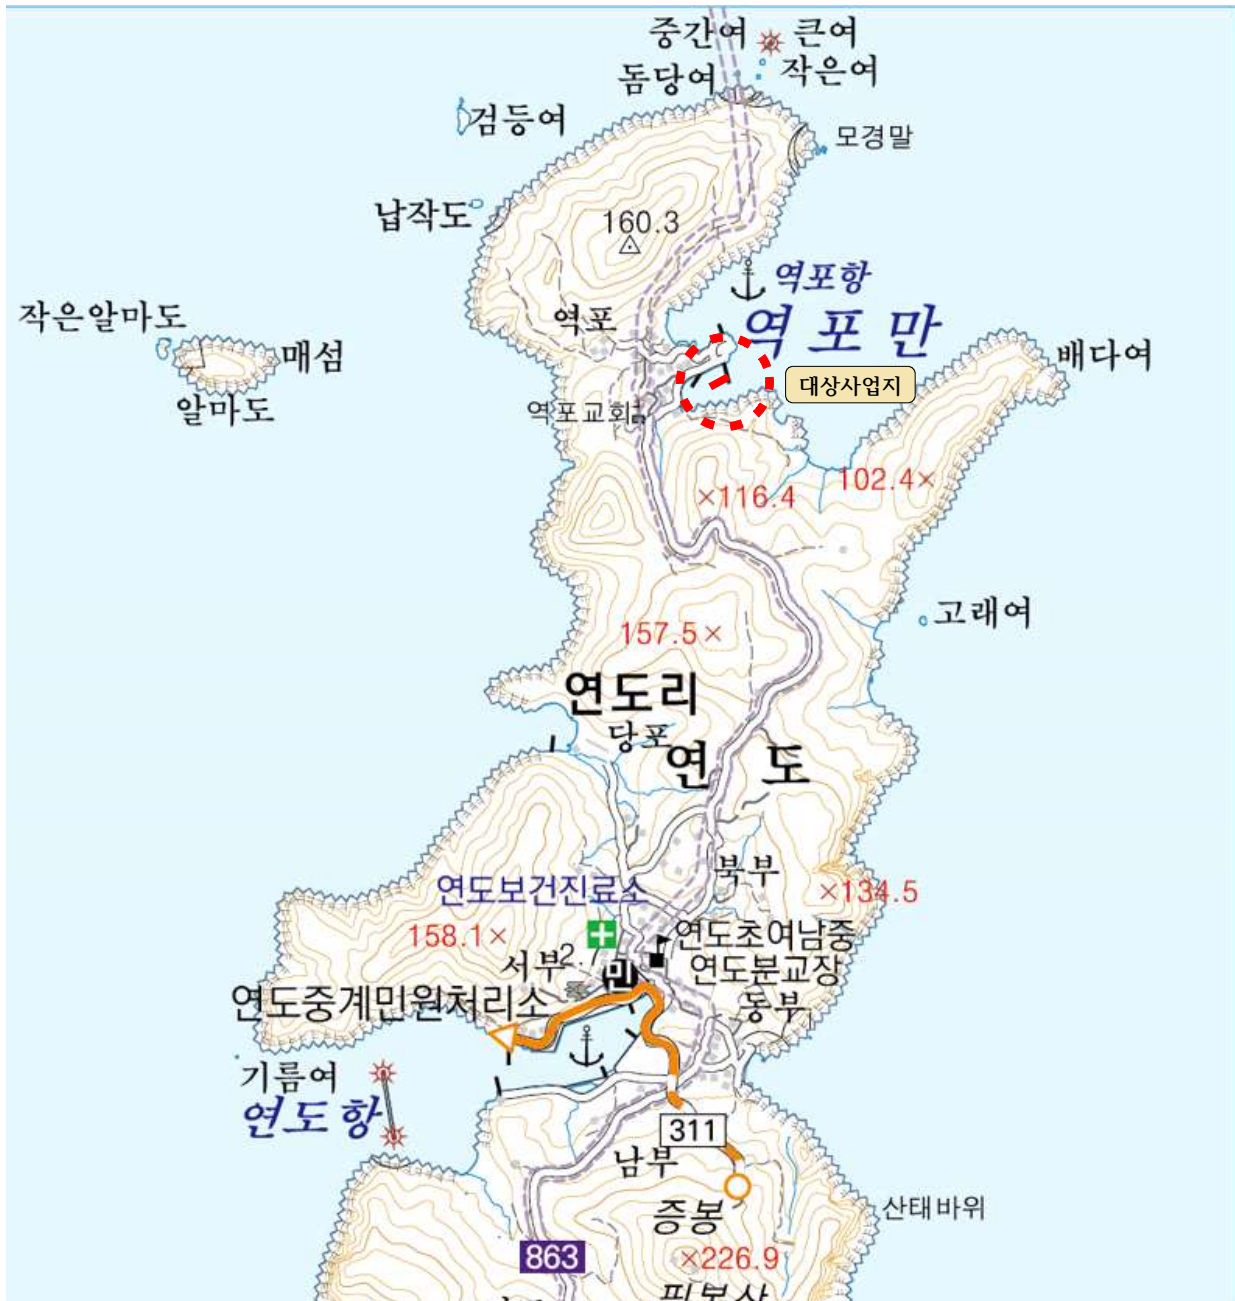 중간여
큰여
돔당여
작은여
검등여
모경말
납작도
160.3
역포항
작은알마도
역포
역포만
매섬
배다여
대상사업지
알마도
역포교회
102.4
116.4
고래여
157.5
연도리
당포
연도
북부
연도보건진료소
134.5
158.1
연도초여남중
서부
2.7
민
연도분교장
연도중계민원처리소
동부
기름여
연도항
311
남부
증봉
산태바위
863
226.9